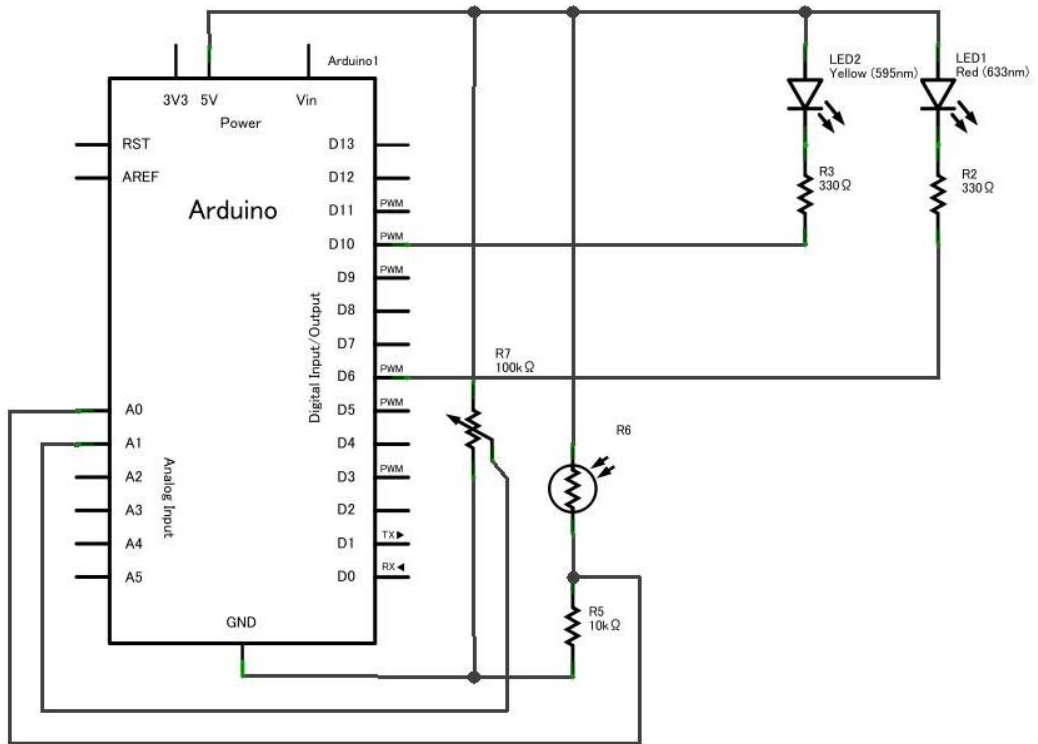 Arduino1
3V3 5V Vin
Power
RST
AREF
Arduino
D13
D12
D11 PWM
D10 PWM
D9 PWM
D8
D7
D6 PWM
D5 PWM
D4
D3 PWM
D2
D1 TX▶
D0 RX◀
Digital Input/Output
A0
A1
A2
A3
A4
A5
Analog Input
GND
LED2
Yellow (595nm)
LED1
Red (633nm)
R3
330Ω
R2
330Ω
R7
100kΩ
R6
R5
10kΩ